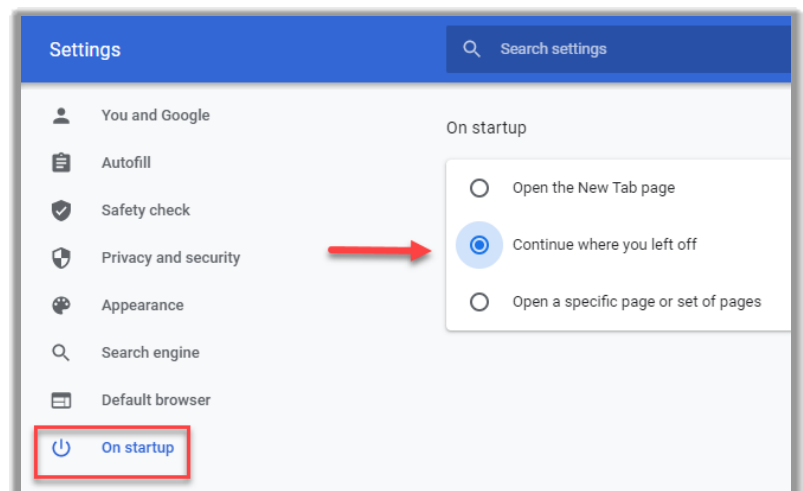 Settings
Search settings
You and Google
Autofill
Safety check
Privacy and security
Appearance
Search engine
Default browser
On startup
On startup
Open the New Tab page
Continue where you left off
Open a specific page or set of pages